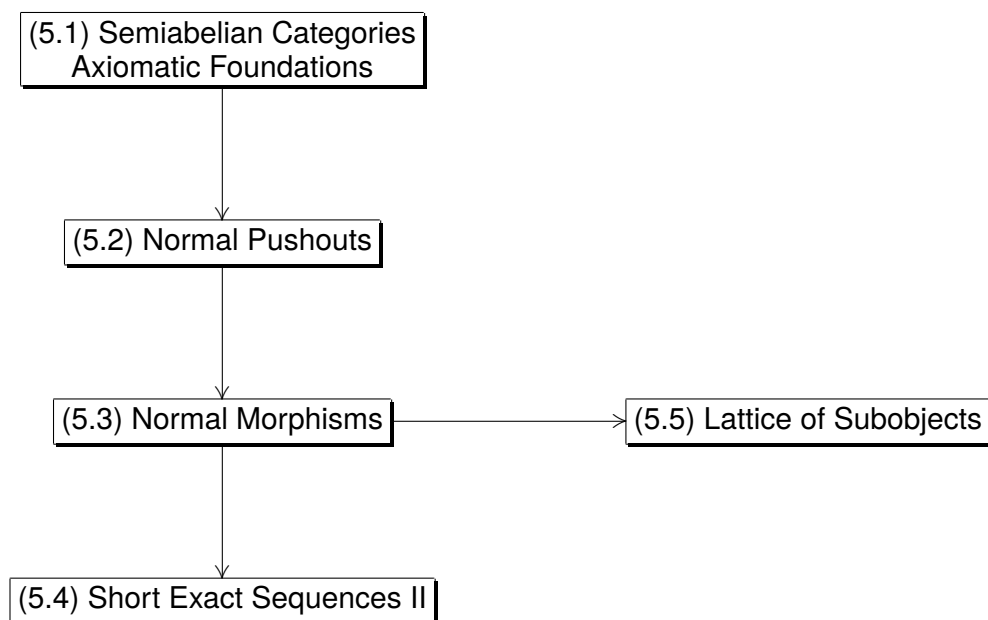 (5.1) Semiabelian Categories
Axiomatic Foundations
(5.2) Normal Pushouts
(5.3) Normal Morphisms
(5.5) Lattice of Subobjects
(5.4) Short Exact Sequences II